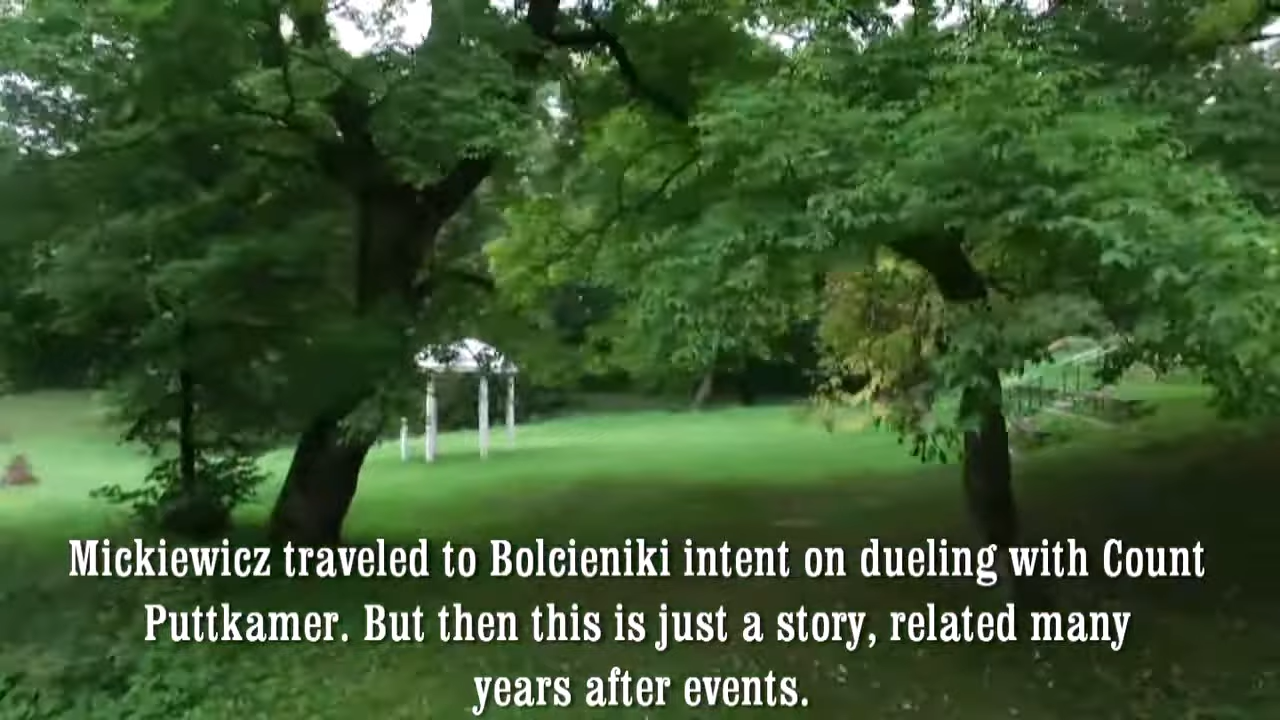 Mickiewicz traveled to Bolcieniki intent on dueling with Count
Puttkamer. But then this is just a story, related many
years after events.